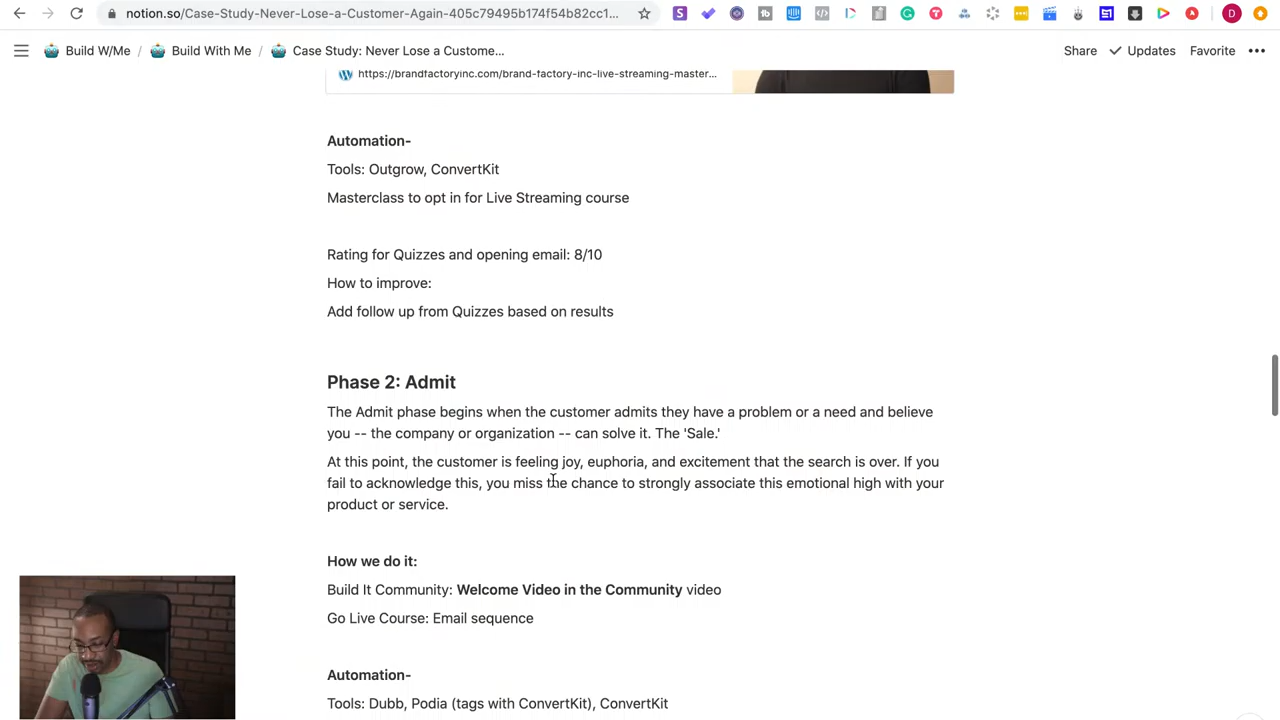 notion.so/Case-Study-Never-Lose-a-Customer-Again-405c79495b174f54b82cc1...
Build W/Me / Build With Me / Case Study: Never Lose a Custome...
Share Updates Favorite
https://brandfactoryinc.com/brand-factory-inc-live-streaming-master...
Automation-
Tools: Outgrow, ConvertKit
Masterclass to opt in for Live Streaming course
Rating for Quizzes and opening email: 8/10
How to improve:
Add follow up from Quizzes based on results
Phase 2: Admit
The Admit phase begins when the customer admits they have a problem or a need and believe
you -- the company or organization -- can solve it. The 'Sale.'
At this point, the customer is feeling joy, euphoria, and excitement that the search is over. If you
fail to acknowledge this, you miss the chance to strongly associate this emotional high with your
product or service.
How we do it:
Build It Community: Welcome Video in the Community video
Go Live Course: Email sequence
Automation-
Tools: Dubb, Podia (tags with ConvertKit), ConvertKit